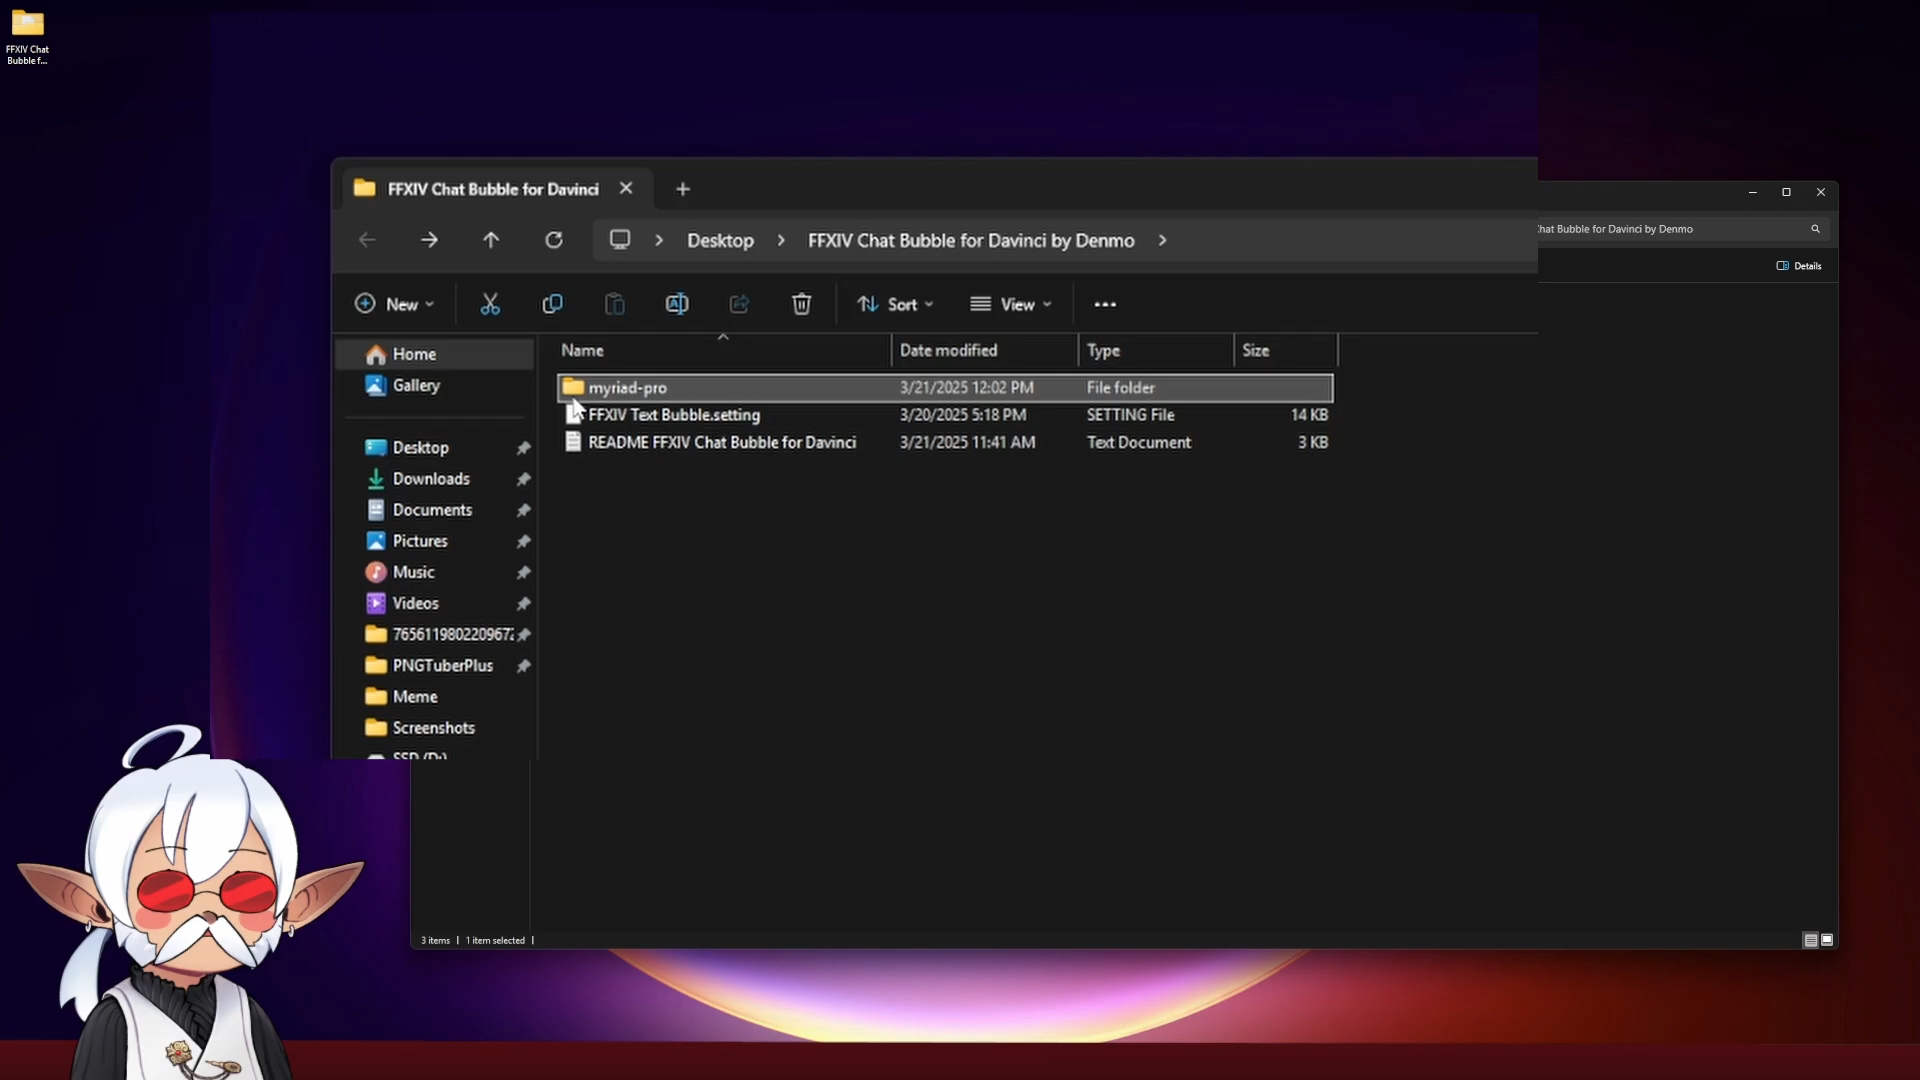 FFXIV Chat
Bubble f...
FFXIV Chat Bubble for Davinci
Desktop > FFXIV Chat Bubble for Davinci by Denmo >
Chat Bubble for Davinci by Denmo
New
Sort
View
Details
Home
Gallery
Desktop
Downloads
Documents
Pictures
Music
Videos
7656119802209672
PNGTuberPlus
Meme
Screenshots
SSD (D:)
Name Date modified Type Size
myriad-pro 3/21/2025 12:02 PM File folder
FFXIV Text Bubble.setting 3/20/2025 5:18 PM SETTING File 14 KB
README FFXIV Chat Bubble for Davinci 3/21/2025 11:41 AM Text Document 3 KB
3 items | 1 item selected |